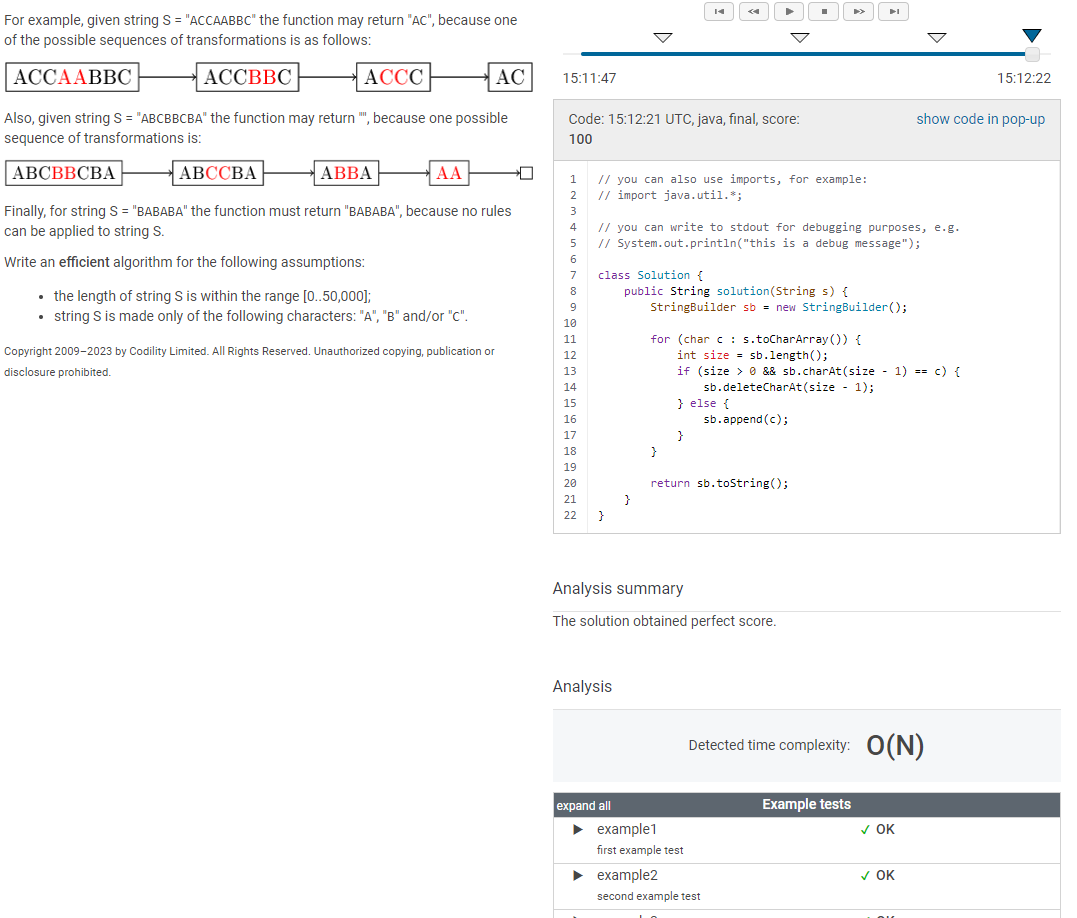 For example, given string S = "ACCAABBC" the function may return "AC", because one
of the possible sequences of transformations is as follows:
ACCAABBC ACCBBC ACCC AC
Also, given string S = "ABCBBCBA" the function may return "", because one possible
sequence of transformations is:
ABCBBCBA ABCCBA ABBA AA
Finally, for string S = "BABABA" the function must return "BABABA", because no rules
can be applied to string S.
Write an efficient algorithm for the following assumptions:
• the length of string S is within the range [0..50,000];
• string S is made only of the following characters: "A", "B" and/or "C".
Copyright 2009–2023 by Codility Limited. All Rights Reserved. Unauthorized copying, publication or
disclosure prohibited.
15:11:47 15:12:22
Code: 15:12:21 UTC, java, final, score: show code in pop-up
100
1 // you can also use imports, for example:
2 // import java.util.*;
3
4 // you can write to stdout for debugging purposes, e.g.
5 // System.out.println("this is a debug message");
6
7 class Solution {
8 public String solution(String s) {
9 StringBuilder sb = new StringBuilder();
10
11 for (char c : s.toCharArray()) {
12 int size = sb.length();
13 if (size > 0 && sb.charAt(size - 1) == c) {
14 sb.deleteCharAt(size - 1);
15 } else {
16 sb.append(c);
17 }
18 }
19
20 return sb.toString();
21 }
22 }
Analysis summary
The solution obtained perfect score.
Analysis
Detected time complexity: O(N)
expand all Example tests
▶ example1 ✓ OK
first example test
▶ example2 ✓ OK
second example test